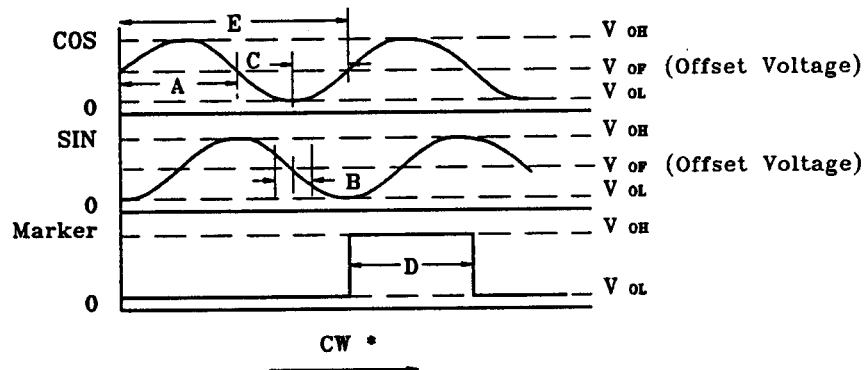 E
V OH
COS
C
V OF (Offset Voltage)
A
V OL
0
V OH
SIN
V OF (Offset Voltage)
B
V OL
0
V OH
Marker
D
V OL
0
CW *